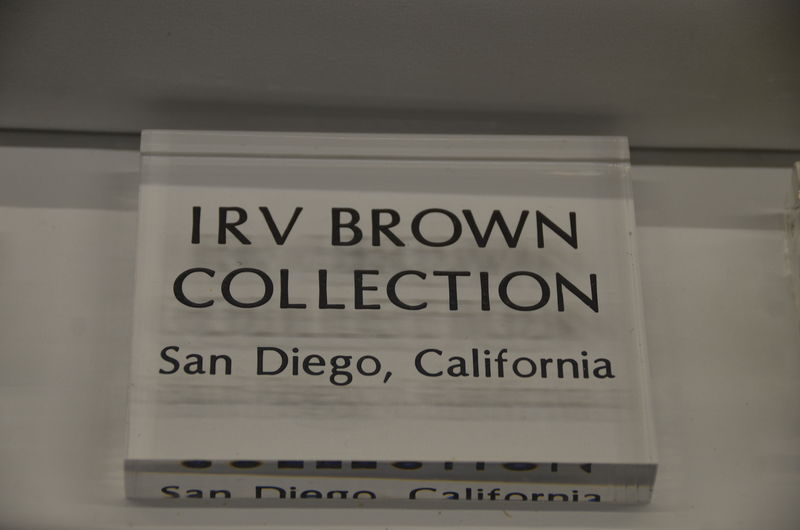 IRV BROWN
COLLECTION
San Diego, California